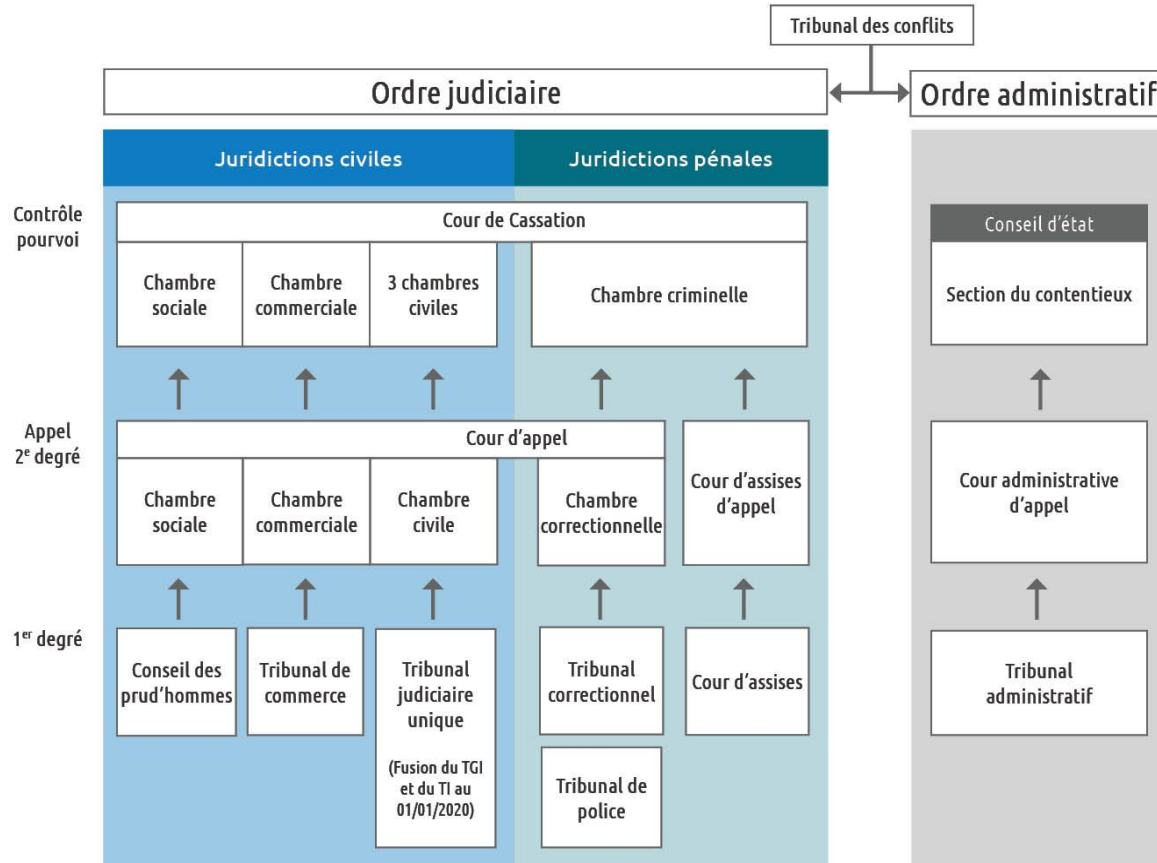 Tribunal des conflits
Ordre judiciaire
Ordre administratif
Juridictions civiles
Juridictions pénales
Contrôle
pourvoi
Cour de Cassation
Chambre
sociale
Chambre
commerciale
3 chambres
civiles
Chambre criminelle
Conseil d'état
Section du contentieux
Appel
2e degré
Cour d'appel
Chambre
sociale
Chambre
commerciale
Chambre
civile
Chambre
correctionnelle
Cour d'assises
d'appel
Cour administrative
d'appel
1er degré
Conseil des
prud'hommes
Tribunal de
commerce
Tribunal
judiciaire
unique
(Fusion du TGI
et du TI au
01/01/2020)
Tribunal
correctionnel
Cour d'assises
Tribunal de
police
Tribunal
administratif